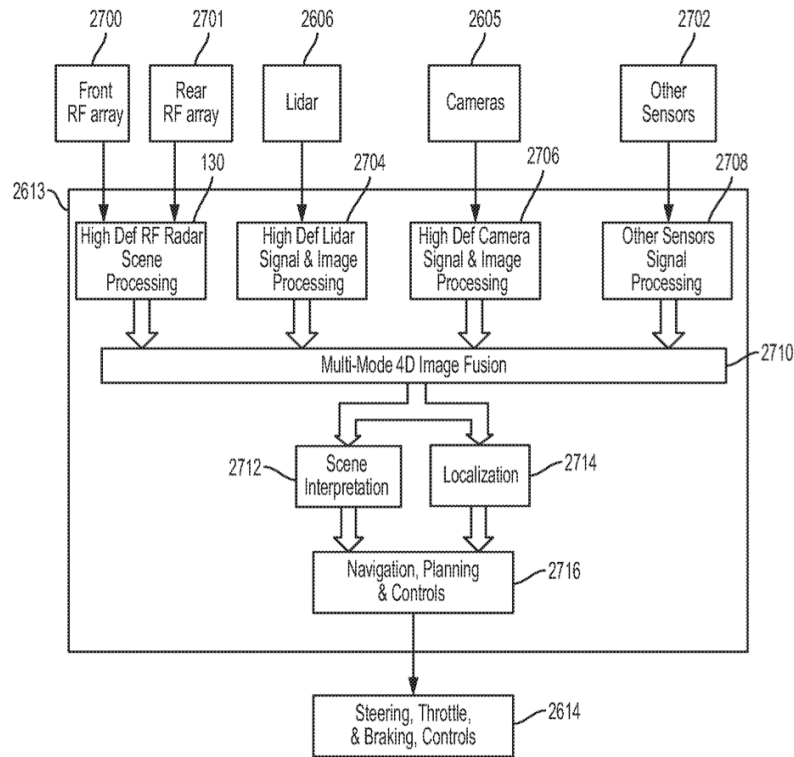 2700
2701
2606
2605
2702
Front
RF array
Rear
RF array
Lidar
Cameras
Other
Sensors
2613
130
2704
2706
2708
High Def RF Radar
Scene
Processing
High Def Lidar
Signal & Image
Processing
High Def Camera
Signal & Image
Processing
Other Sensors
Signal
Processing
Multi-Mode 4D Image Fusion
2710
2712
Scene
Interpretation
Localization
2714
Navigation, Planning
& Controls
2716
Steering, Throttle,
& Braking, Controls
2614